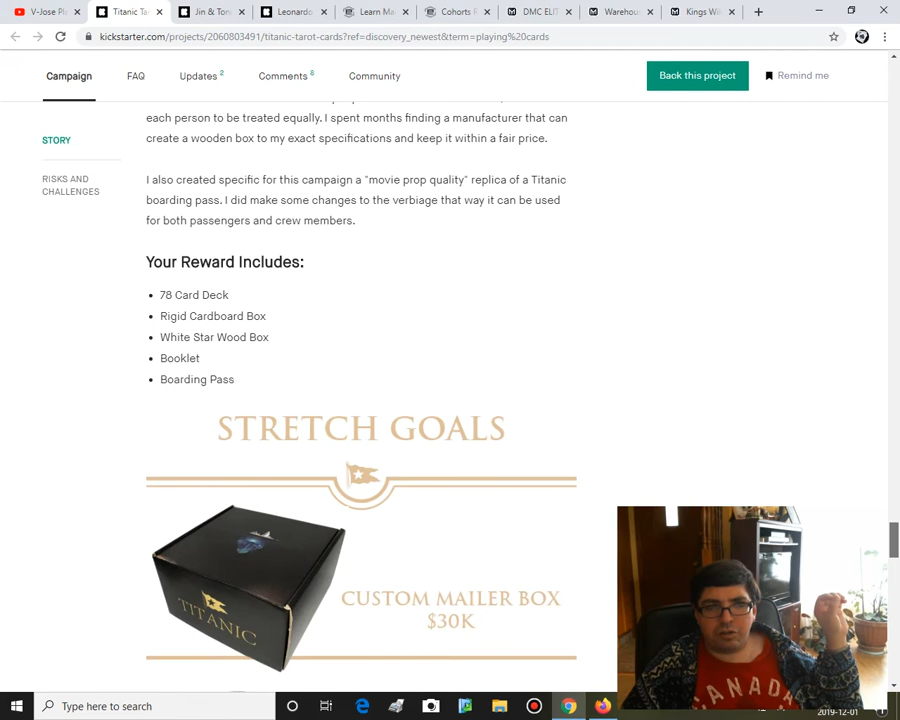 V-Jose Pl
Titanic Ta
Jin & Ton
Leonardo
Learn Ma
Cohorts R
DMC ELIT
Warehou
Kings Wil
kickstarter.com/projects/2060803491/titanic-tarot-cards?ref=discovery_newest&term=playing%20cards
Campaign FAQ Updates 2 Comments 8 Community
Back this project
Remind me
STORY
RISKS AND
CHALLENGES
each person to be treated equally. I spent months finding a manufacturer that can
create a wooden box to my exact specifications and keep it within a fair price.
I also created specific for this campaign a "movie prop quality" replica of a Titanic
boarding pass. I did make some changes to the verbiage that way it can be used
for both passengers and crew members.
Your Reward Includes:
78 Card Deck
Rigid Cardboard Box
White Star Wood Box
Booklet
Boarding Pass
STRETCH GOALS
TITANIC
CUSTOM MAILER BOX
$30K
CANADA
Type here to search
2019-12-01